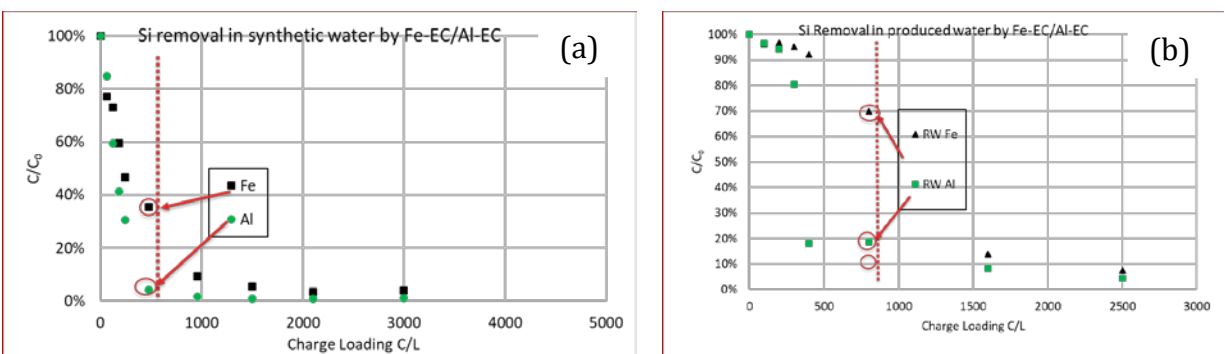 Si removal in synthetic water by Fe-EC/Al-EC
(a)
100%
80%
60%
40%
20%
0%
C/C₀
Fe
Al
0 1000 2000 3000 4000 5000
Charge Loading C/L
Si Removal in produced water by Fe-EC/Al-EC
(b)
100%
90%
80%
70%
60%
50%
40%
30%
20%
10%
0%
C/C₀
RW Fe
RW Al
0 500 1000 1500 2000 2500 3000
Charge Loading C/L